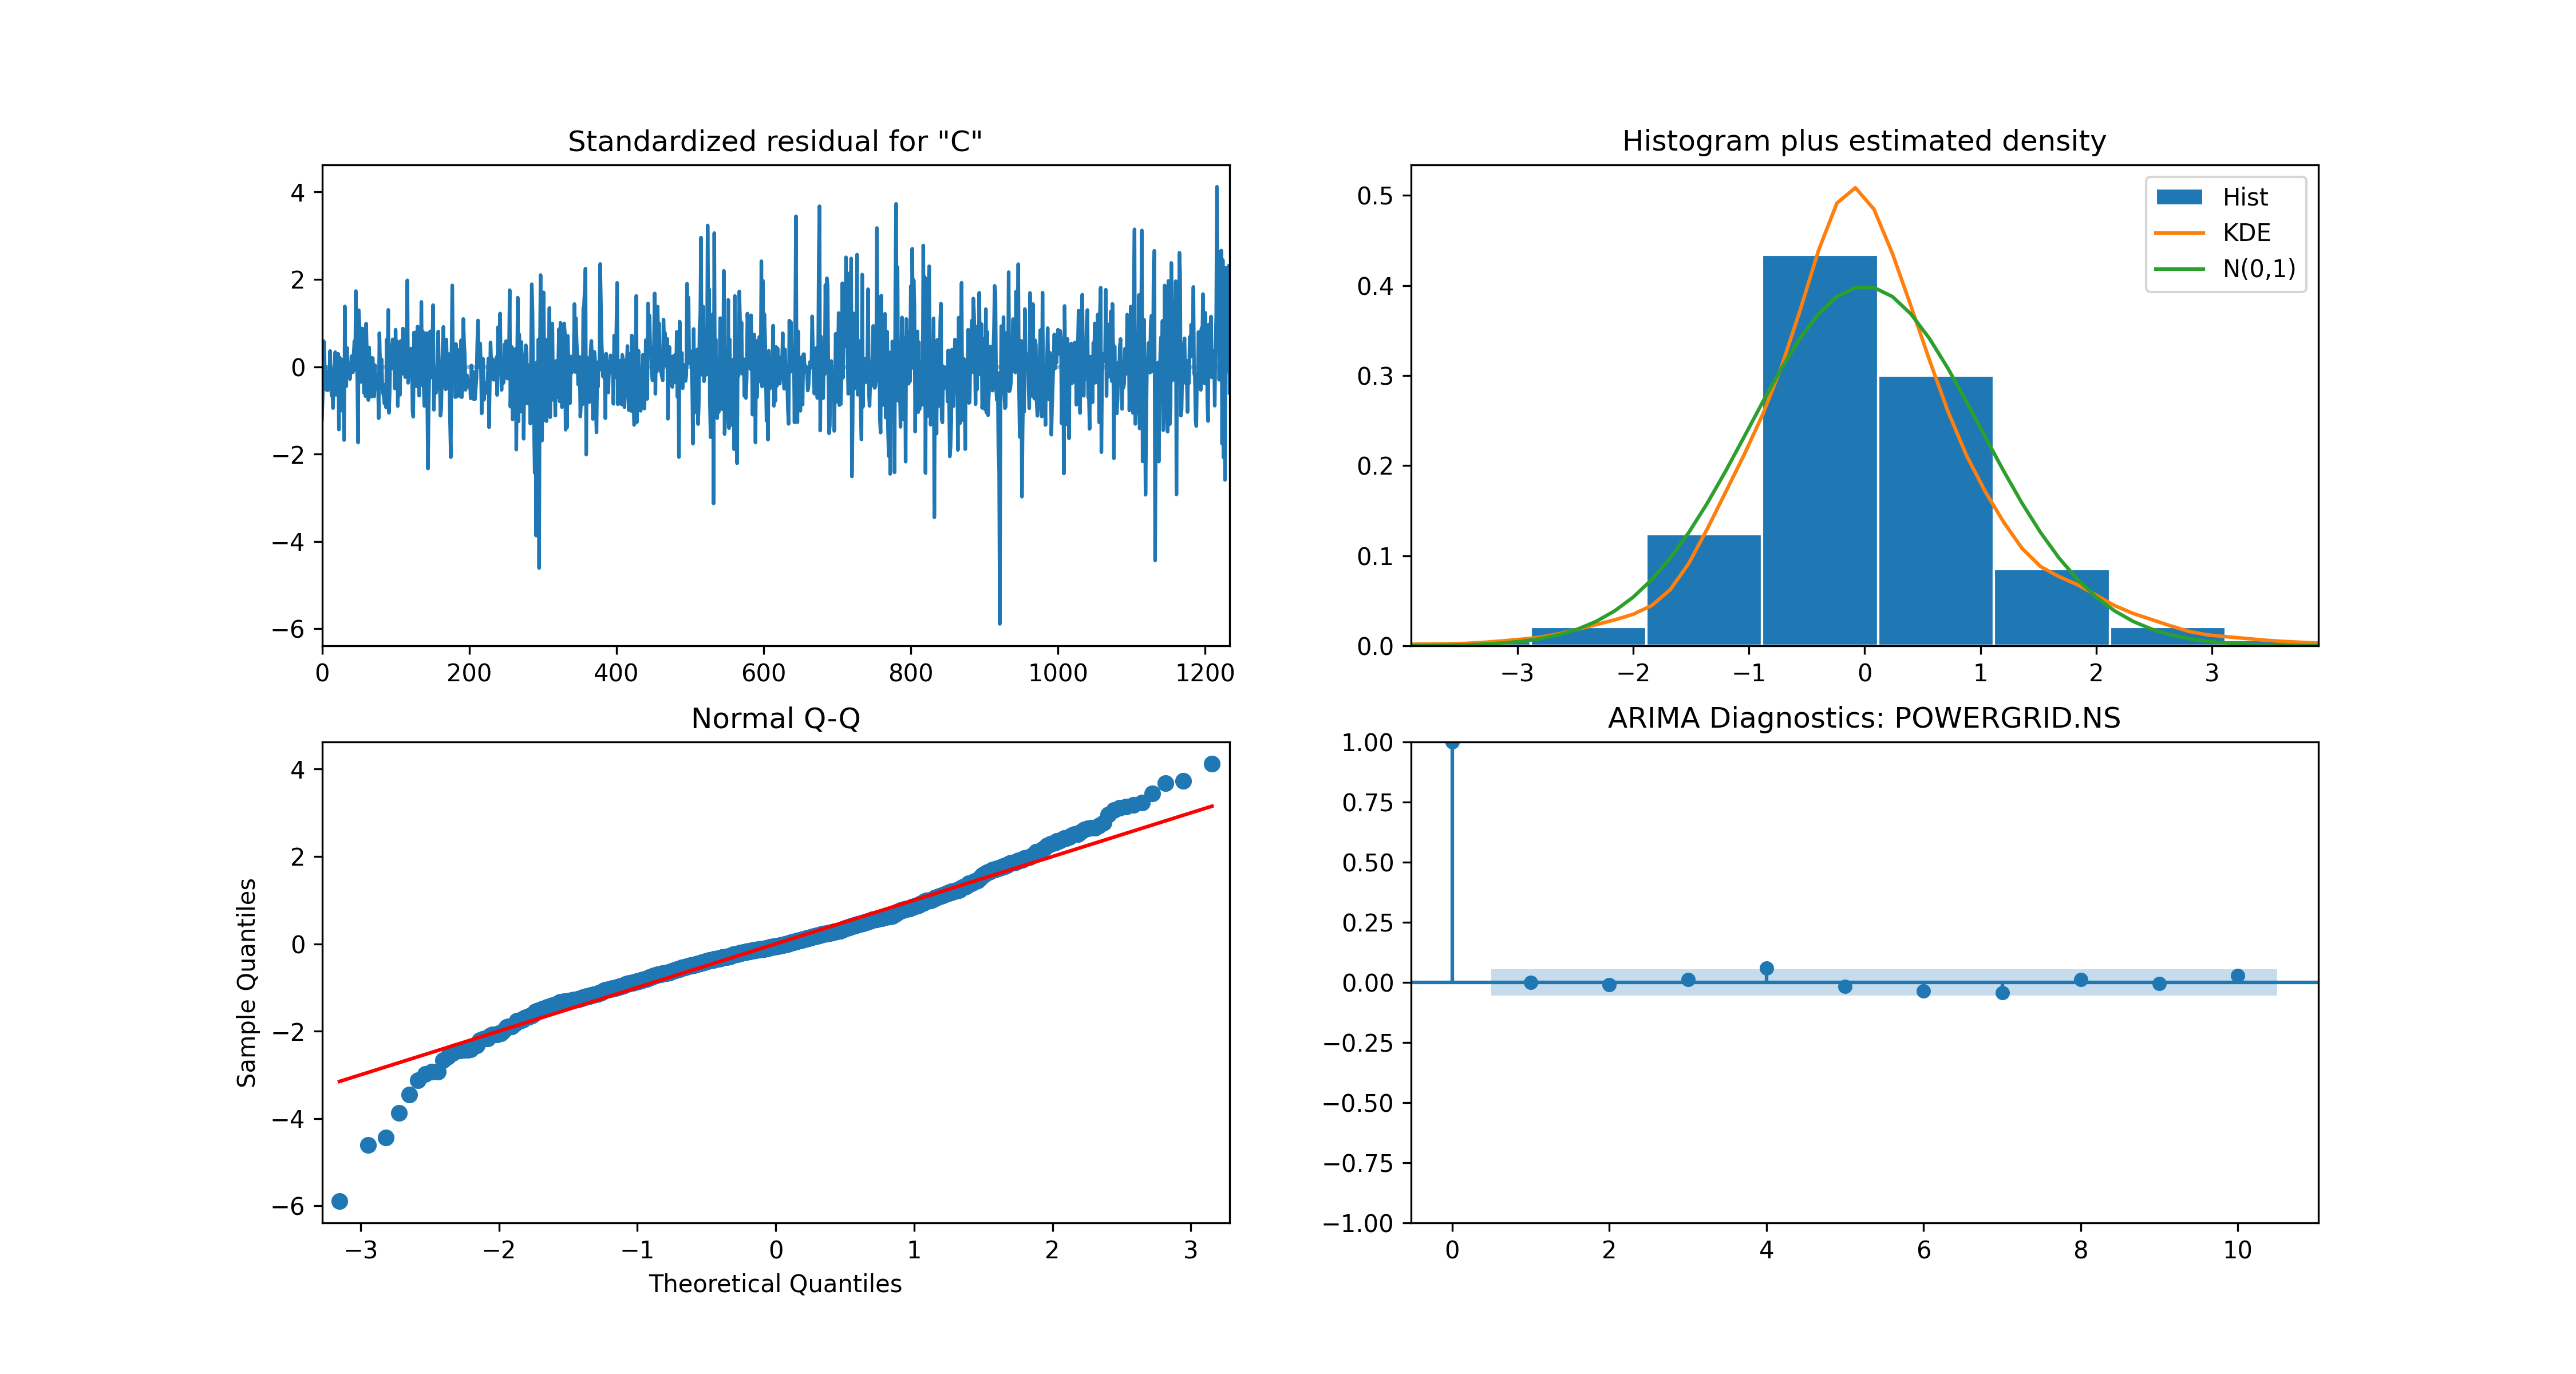 Standardized residual for "C"
4
2
0
−2
−4
−6
0 200 400 600 800 1000 1200
Histogram plus estimated density
0.5
0.4
0.3
0.2
0.1
0.0
−3 −2 −1 0 1 2 3
Hist
KDE
N(0,1)
Normal Q-Q
Sample Quantiles
4
2
0
−2
−4
−6
−3 −2 −1 0 1 2 3
Theoretical Quantiles
ARIMA Diagnostics: POWERGRID.NS
1.00
0.75
0.50
0.25
0.00
−0.25
−0.50
−0.75
−1.00
0 2 4 6 8 10